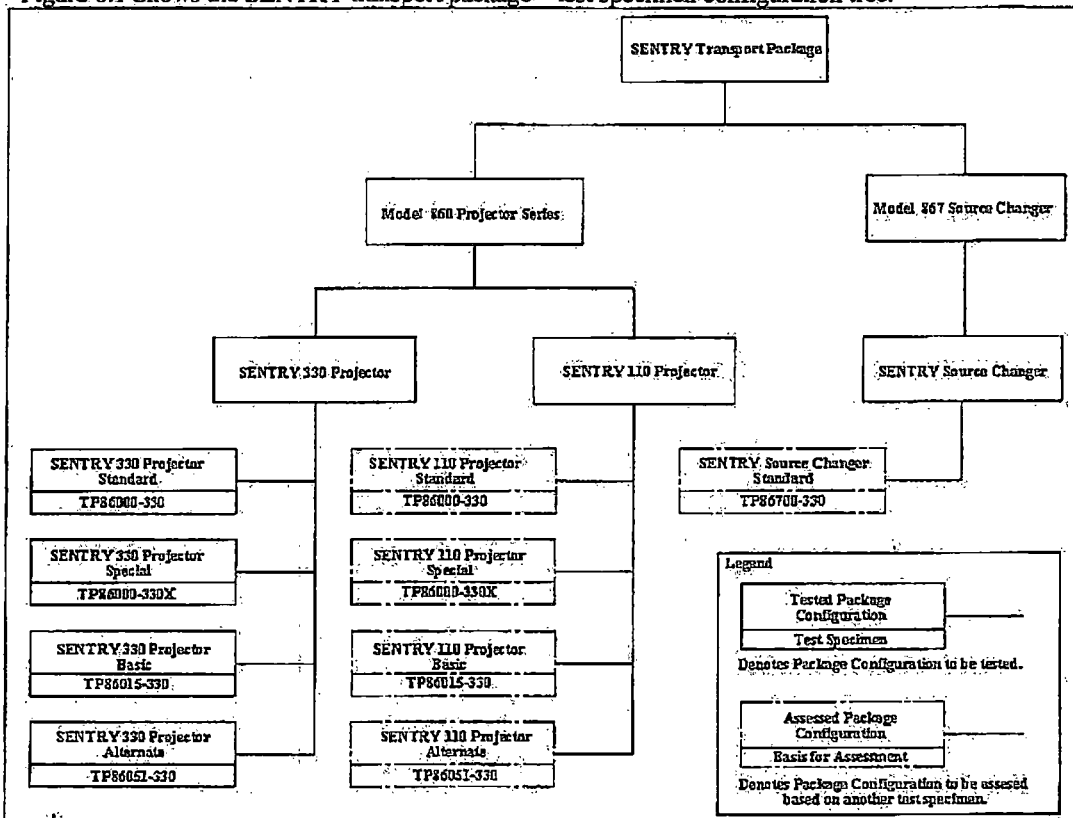 Figure 6.1 Shows the SENTRY transport package test specimen configuration tree.
SENTRY Transport Package
Model 860 Projector Series
Model 867 Source Changer
SENTRY 330 Projector
SENTRY 110 Projector
SENTRY Source Changer
SENTRY 330 Projector
Standard
TP86000-330
SENTRY 110 Projector
Standard
TP86000-330
SENTRY Source Changer
Standard
TP86700-330
SENTRY 330 Projector
Special
TP86000-330X
SENTRY 110 Projector
Special
TP86000-330X
SENTRY 330 Projector
Basic
TP86015-330
SENTRY 110 Projector
Basic
TP86015-330
SENTRY 330 Projector
Alternate
TP86051-330
SENTRY 110 Projector
Alternate
TP86051-330
Legend
Tested Package
Configuration
Test Specimen
Denotes Package Configuration to be tested.
Assessed Package
Configuration
Basis for Assessment
Denotes Package Configuration to be assesed
based on another test specimen.